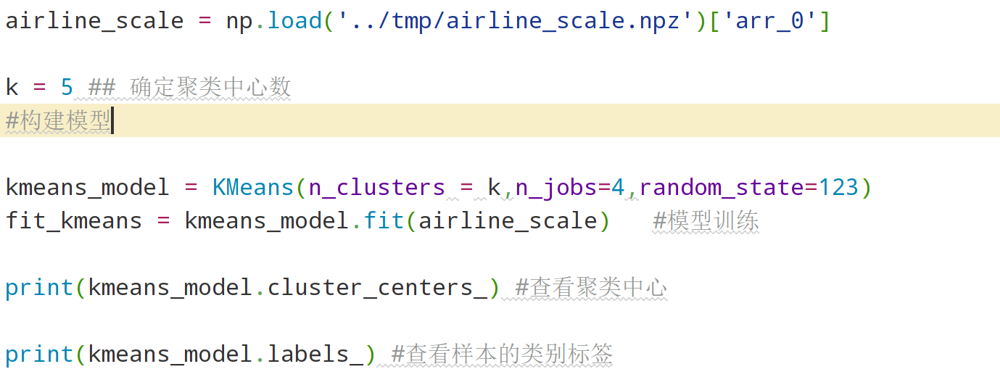 airline_scale = np.load('../tmp/airline_scale.npz')['arr_0']
k = 5 ## 确定聚类中心数
#构建模型
kmeans_model = KMeans(n_clusters = k,n_jobs=4,random_state=123)
fit_kmeans = kmeans_model.fit(airline_scale)   #模型训练
print(kmeans_model.cluster_centers_) #查看聚类中心
print(kmeans_model.labels_) #查看样本的类别标签